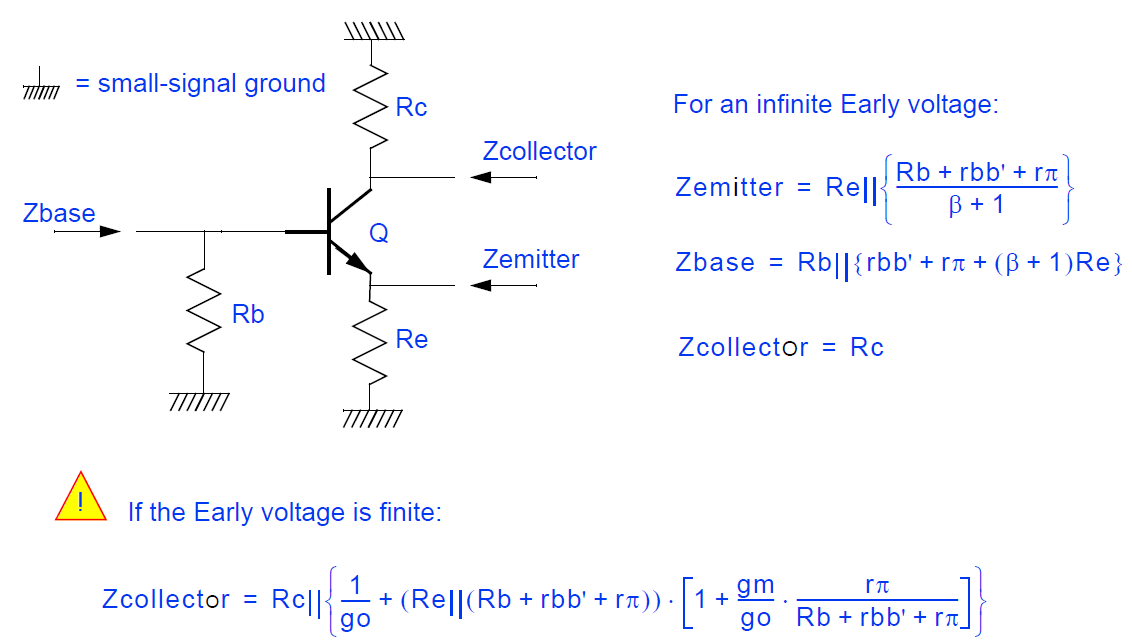 = small-signal ground
Rc
For an infinite Early voltage:
Zcollector
Zemitter = Re||{(Rb + rbb' + rπ)/(β + 1)}
Zbase
Q
Zemitter
Zbase = Rb||{rbb' + rπ + (β + 1)Re}
Rb
Re
Zcollector = Rc
!
If the Early voltage is finite:
Zcollector = Rc||{1/go + (Re||(Rb + rbb' + rπ)) · [1 + gm/go · rπ/(Rb + rbb' + rπ)]}